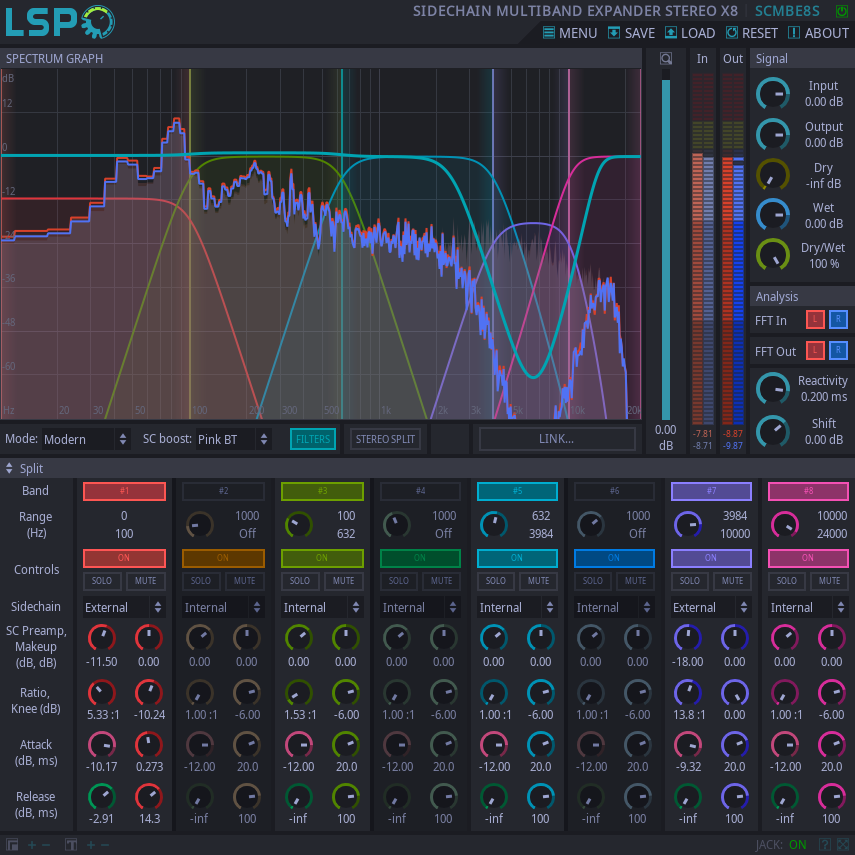 LSP
SIDECHAIN MULTIBAND EXPANDER STEREO X8 SCMBE8S
MENU SAVE LOAD RESET ABOUT
SPECTRUM GRAPH
In Out
Signal
dB
12
0
-12
-24
-36
-48
-60
Hz 20 30 50 100 200 300 500 1k 2k 3k 5k 10k 20k
0.00
dB
-7.81 -8.87
-8.71 -9.87
Input
0.00 dB
Output
0.00 dB
Dry
-inf dB
Wet
0.00 dB
Dry/Wet
100 %
Analysis
FFT In L R
FFT Out L R
Reactivity
0.200 ms
Shift
0.00 dB
Mode: Modern SC boost: Pink BT FILTERS STEREO SPLIT LINK...
Split
Band #1 #2 #3 #4 #5 #6 #7 #8
Range 0 1000 100 1000 632 1000 3984 10000
(Hz) 100 Off 632 Off 3984 Off 10000 24000
Controls ON ON ON ON ON ON ON ON
SOLO MUTE SOLO MUTE SOLO MUTE SOLO MUTE SOLO MUTE SOLO MUTE SOLO MUTE SOLO MUTE
Sidechain External Internal Internal Internal Internal Internal External Internal
SC Preamp,
Makeup
(dB, dB) -11.50 0.00 0.00 0.00 0.00 0.00 0.00 0.00 0.00 0.00 0.00 0.00 -18.00 0.00 0.00 0.00
Ratio,
Knee (dB) 5.33 :1 -10.24 1.00 :1 -6.00 1.53 :1 -6.00 1.00 :1 -6.00 1.00 :1 -6.00 1.00 :1 -6.00 13.8 :1 0.00 1.00 :1 -6.00
Attack
(dB, ms) -10.17 0.273 -12.00 20.0 -12.00 20.0 -12.00 20.0 -12.00 20.0 -12.00 20.0 -9.32 20.0 -12.00 20.0
Release
(dB, ms) -2.91 14.3 -inf 100 -inf 100 -inf 100 -inf 100 -inf 100 -inf 100 -inf 100
JACK: ON